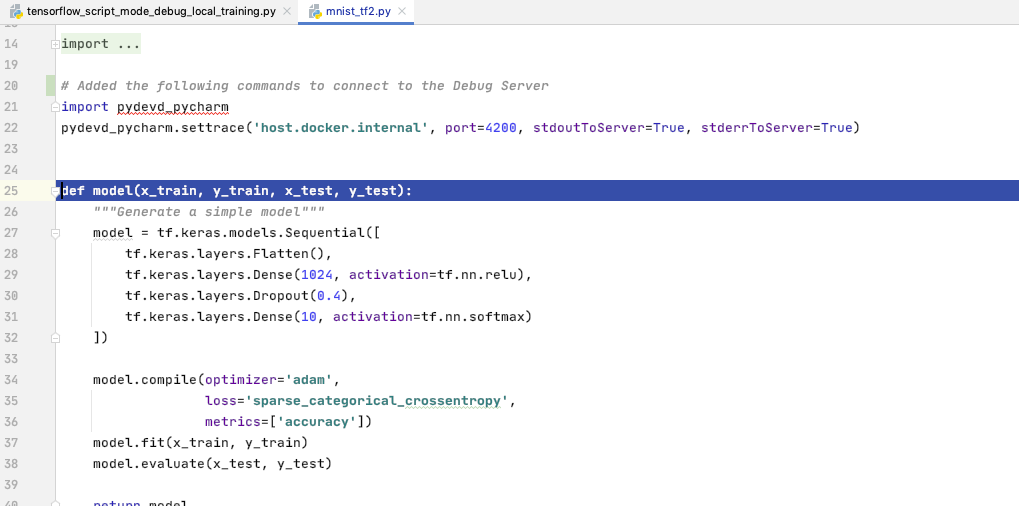 tensorflow_script_mode_debug_local_training.py mnist_tf2.py
14 import ...
19
20 # Added the following commands to connect to the Debug Server
21 import pydevd_pycharm
22 pydevd_pycharm.settrace('host.docker.internal', port=4200, stdoutToServer=True, stderrToServer=True)
23
24
25 def model(x_train, y_train, x_test, y_test):
26     """Generate a simple model"""
27     model = tf.keras.models.Sequential([
28         tf.keras.layers.Flatten(),
29         tf.keras.layers.Dense(1024, activation=tf.nn.relu),
30         tf.keras.layers.Dropout(0.4),
31         tf.keras.layers.Dense(10, activation=tf.nn.softmax)
32     ])
33
34     model.compile(optimizer='adam',
35                   loss='sparse_categorical_crossentropy',
36                   metrics=['accuracy'])
37     model.fit(x_train, y_train)
38     model.evaluate(x_test, y_test)
39
40     return model